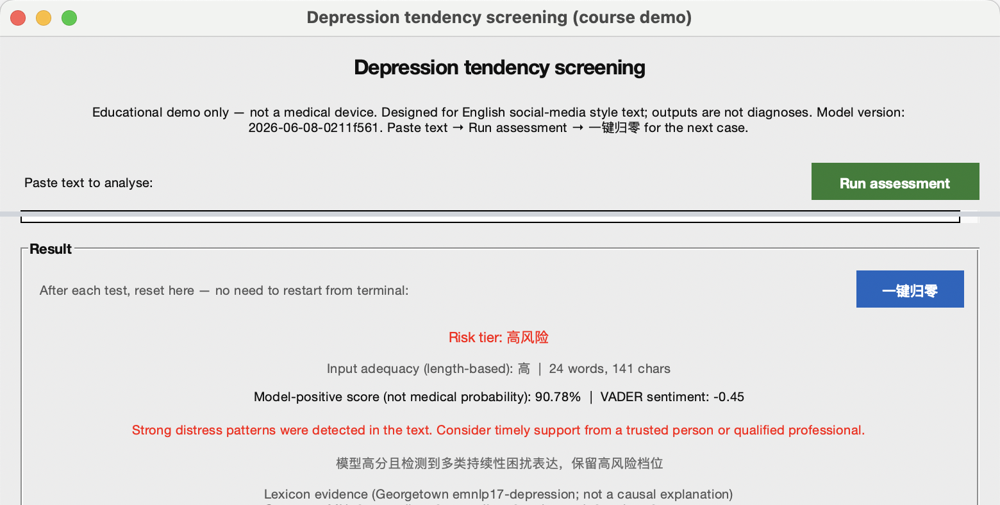 Depression tendency screening (course demo)
Depression tendency screening
Educational demo only — not a medical device. Designed for English social-media style text; outputs are not diagnoses. Model version:
2026-06-08-0211f561. Paste text → Run assessment → 一键归零 for the next case.
Paste text to analyse:
Run assessment
Result
After each test, reset here — no need to restart from terminal:
一键归零
Risk tier: 高风险
Input adequacy (length-based): 高 | 24 words, 141 chars
Model-positive score (not medical probability): 90.78% | VADER sentiment: -0.45
Strong distress patterns were detected in the text. Consider timely support from a trusted person or qualified professional.
模型高分且检测到多类持续性困扰表达，保留高风险档位
Lexicon evidence (Georgetown emnlp17-depression; not a causal explanation)